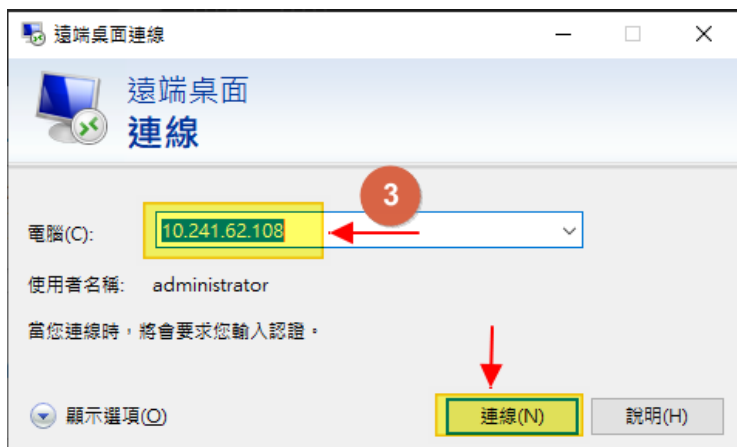 遠端桌面連線
遠端桌面
連線
3
電腦(C): 10.241.62.108
使用者名稱: administrator
當您連線時，將會要求您輸入認證。
顯示選項(O) 連線(N) 說明(H)